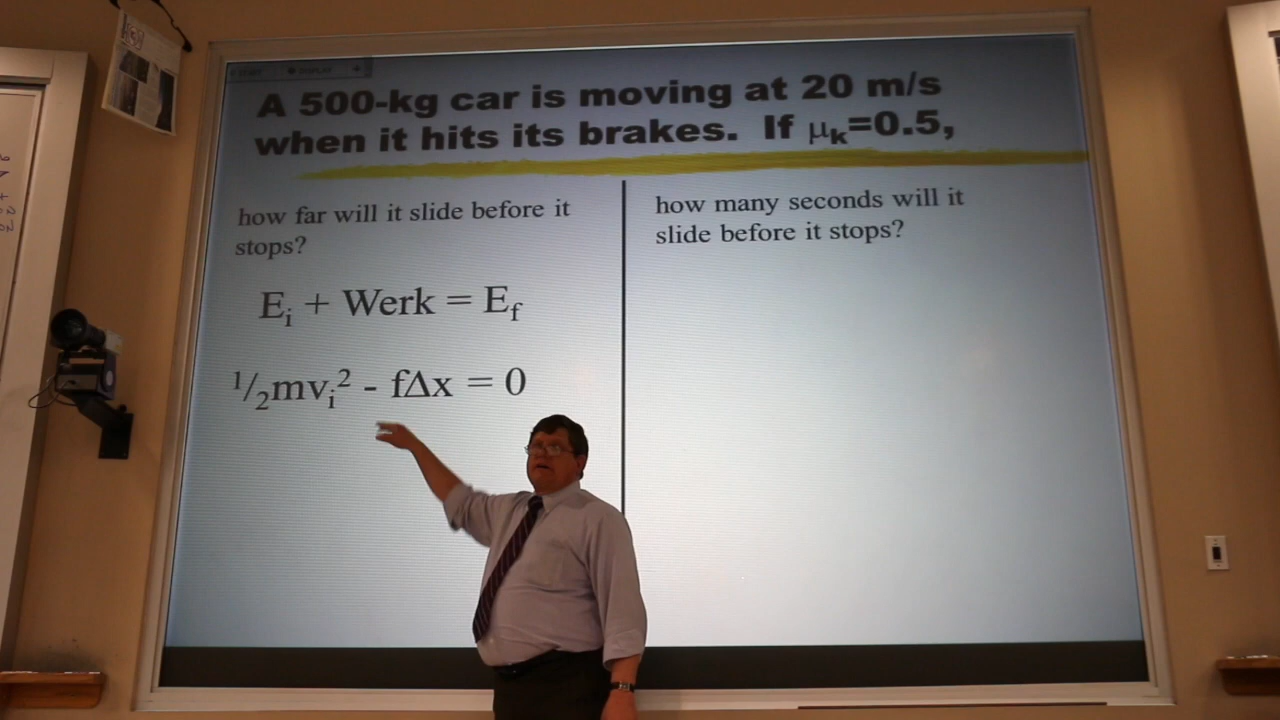 A 500-kg car is moving at 20 m/s
when it hits its brakes.  If μₖ=0.5,
how far will it slide before it
stops?
Eᵢ + Werk = E_f
¹/₂mvᵢ² - fΔx = 0
how many seconds will it
slide before it stops?